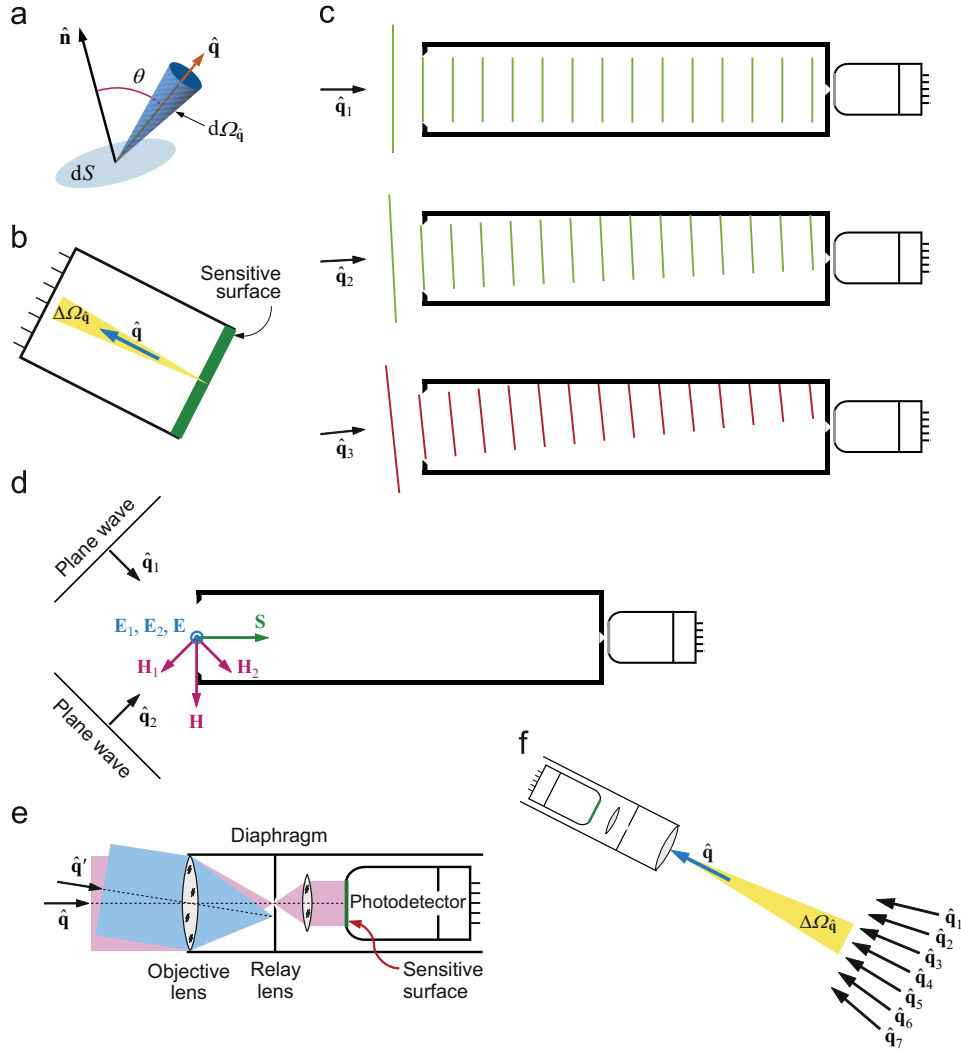 a
n̂
q̂
θ
dΩq̂
dS
b
Sensitive
surface
ΔΩq̂
q̂
c
q̂1
q̂2
q̂3
d
Plane wave
q̂1
E1, E2, E
S
H1
H2
H
q̂2
Plane wave
e
Diaphragm
q̂′
q̂
Photodetector
Objective
lens
Relay
lens
Sensitive
surface
f
q̂
ΔΩq̂
q̂1
q̂2
q̂3
q̂4
q̂5
q̂6
q̂7